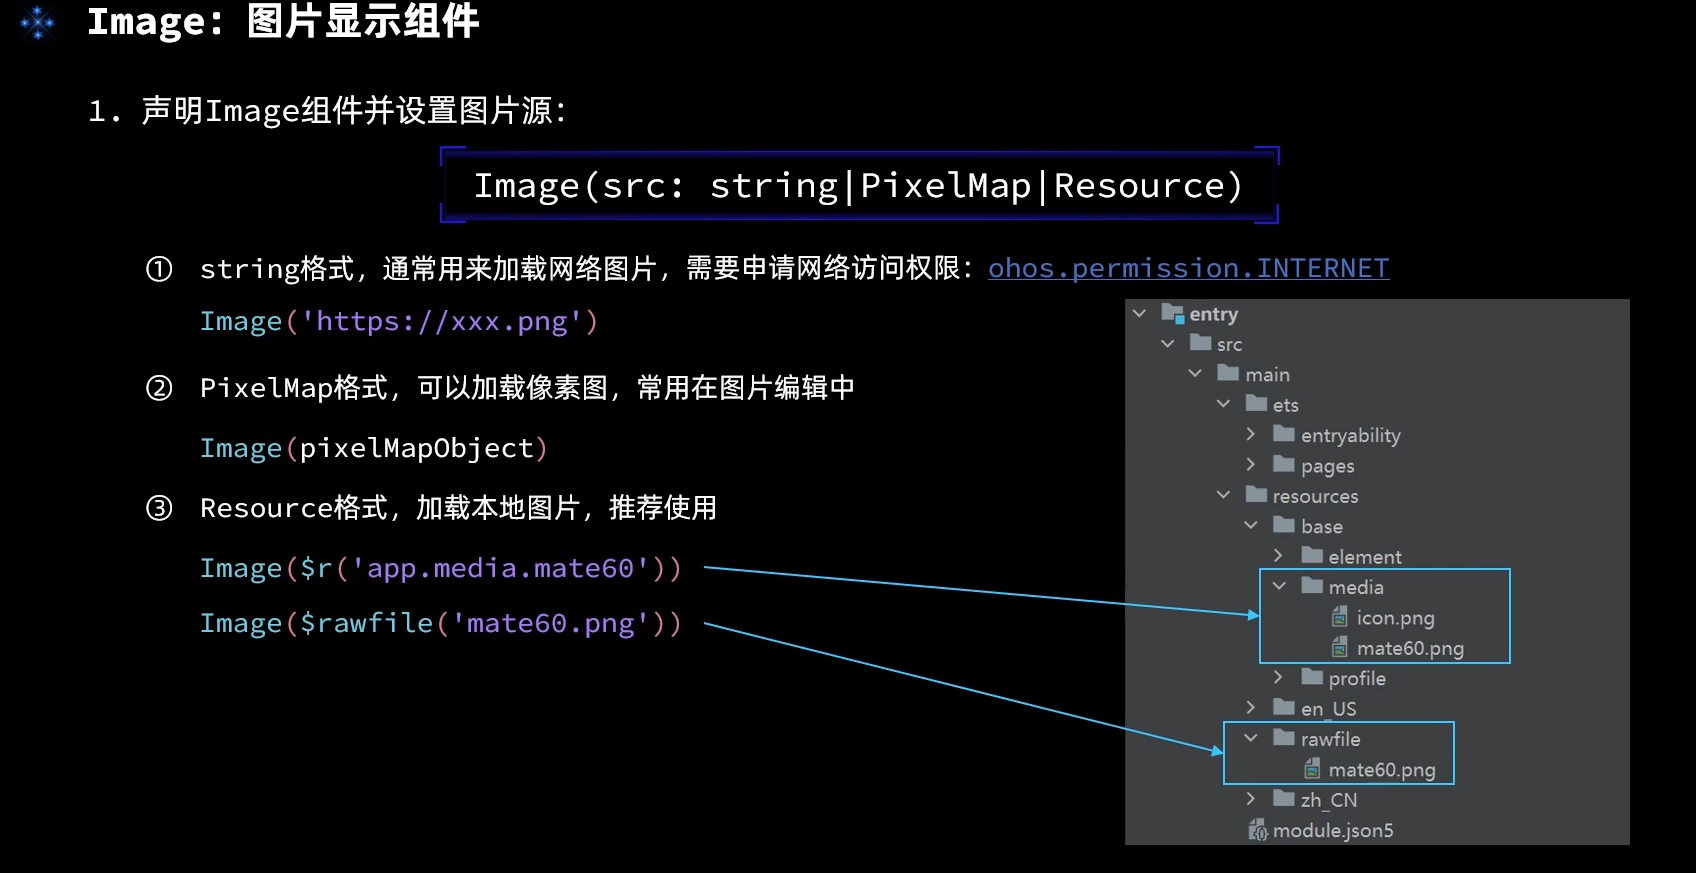 Image：图片显示组件
1. 声明Image组件并设置图片源：
Image(src: string|PixelMap|Resource)
① string格式，通常用来加载网络图片，需要申请网络访问权限：ohos.permission.INTERNET
Image('https://xxx.png')
② PixelMap格式，可以加载像素图，常用在图片编辑中
Image(pixelMapObject)
③ Resource格式，加载本地图片，推荐使用
Image($r('app.media.mate60'))
Image($rawfile('mate60.png'))
entry
src
main
ets
entryability
pages
resources
base
element
media
icon.png
mate60.png
profile
en_US
rawfile
mate60.png
zh_CN
module.json5